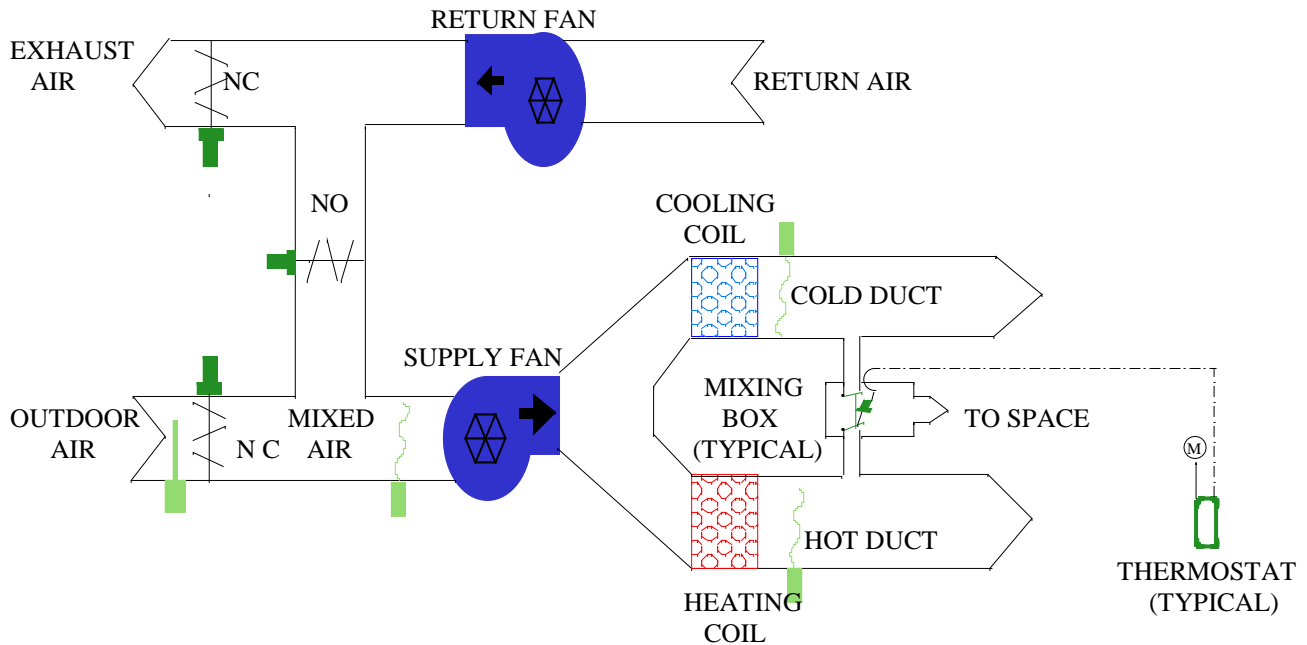 RETURN FAN
EXHAUST
AIR
NC
RETURN AIR
NO
COOLING
COIL
COLD DUCT
SUPPLY FAN
MIXING
BOX
(TYPICAL)
TO SPACE
OUTDOOR
AIR
N C
MIXED
AIR
M
HOT DUCT
THERMOSTAT
(TYPICAL)
HEATING
COIL